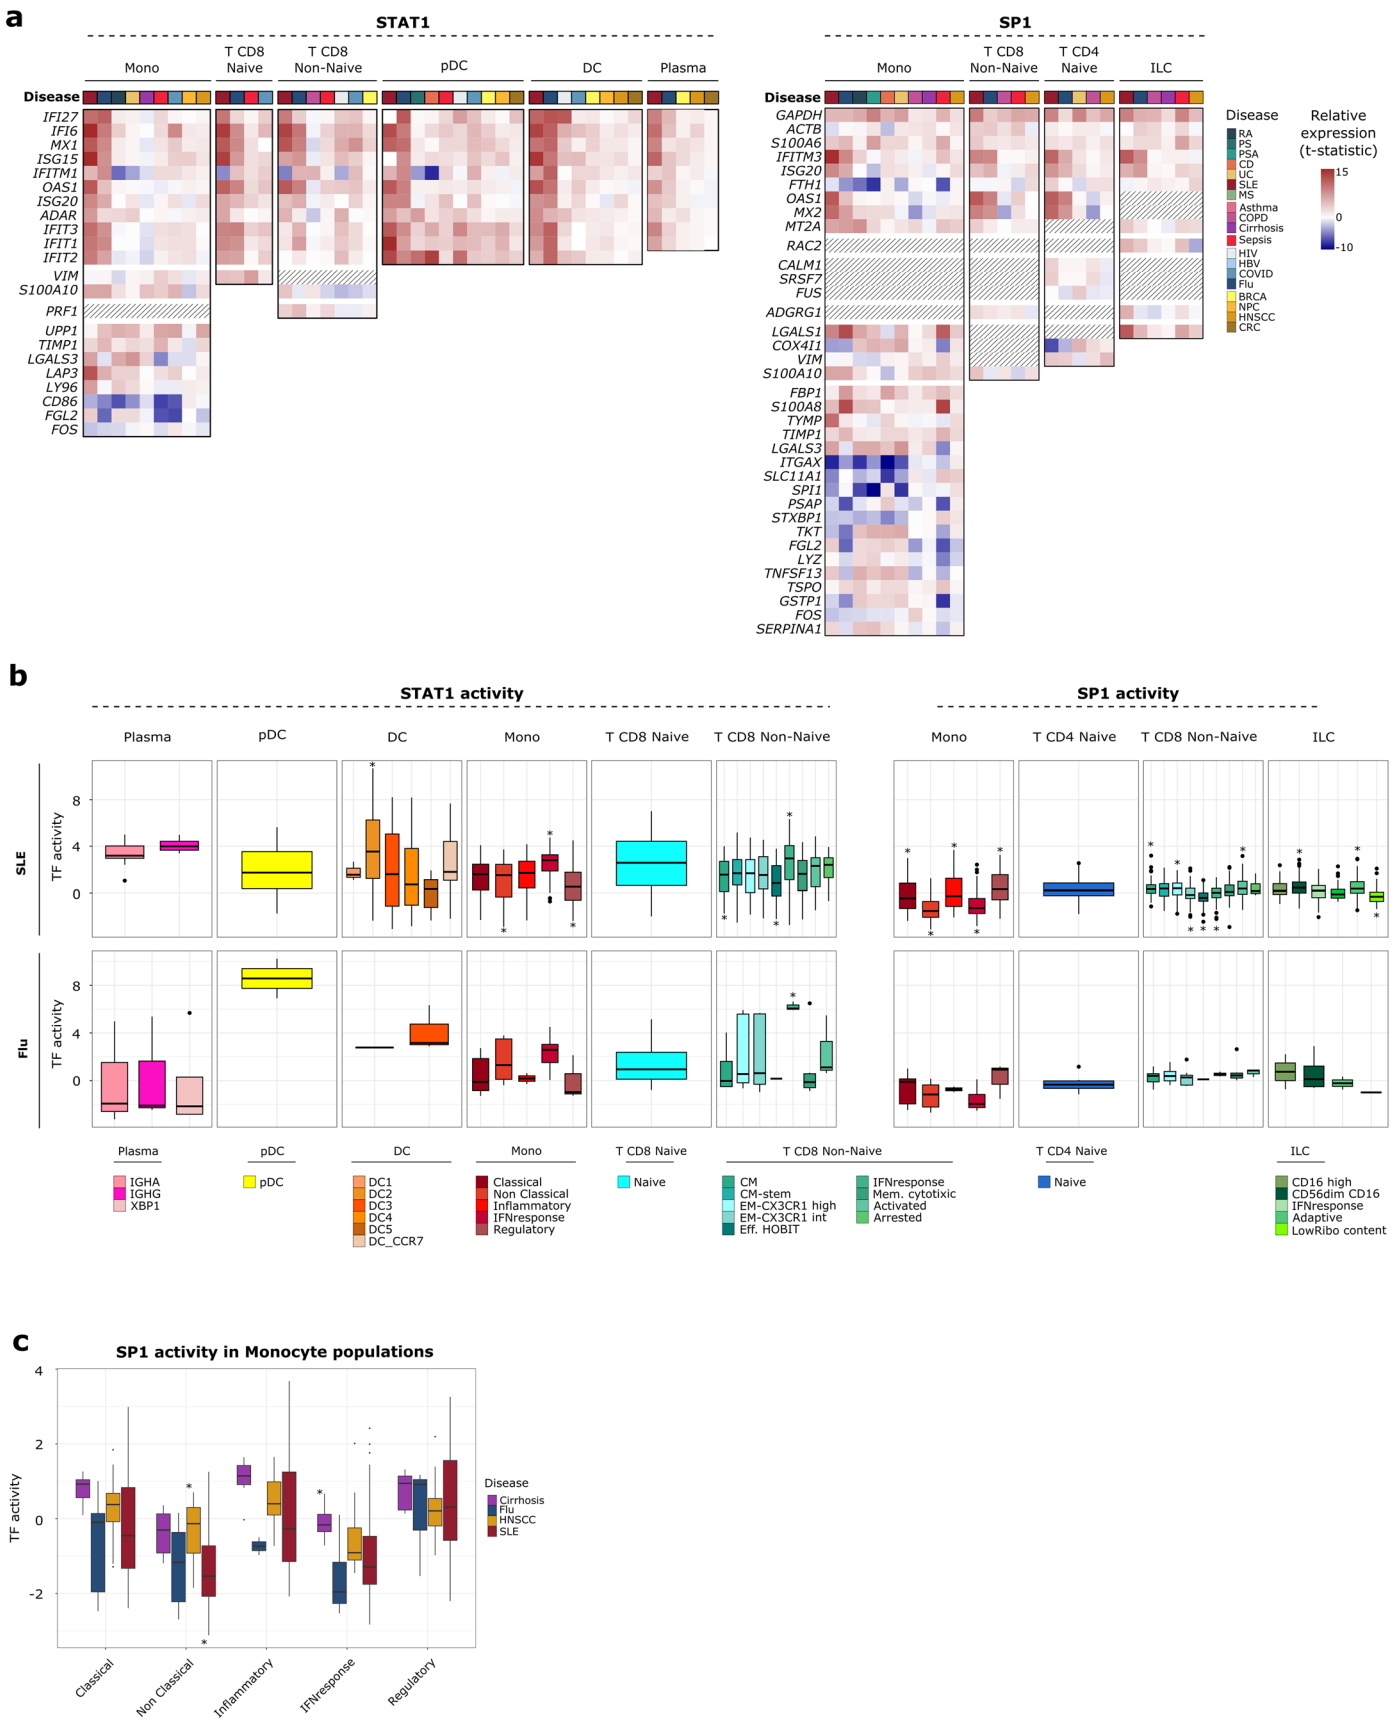 a
STAT1
SP1
Mono
T CD8
Naive
T CD8
Non-Naive
pDC
DC
Plasma
Mono
T CD8
Non-Naive
T CD4
Naive
ILC
Disease
IFI27
IFI6
MX1
ISG15
IFITM1
OAS1
ISG20
ADAR
IFIT3
IFIT1
IFIT2
VIM
S100A10
PRF1
UPP1
TIMP1
LGALS3
LAP3
LY96
CD86
FGL2
FOS
Disease
GAPDH
ACTB
S100A6
IFITM3
ISG20
FTH1
OAS1
MX2
MT2A
RAC2
CALM1
SRSF7
FUS
ADGRG1
LGALS1
COX4I1
VIM
S100A10
FBP1
S100A8
TYMP
TIMP1
LGALS3
ITGAX
SLC11A1
SPI1
PSAP
STXBP1
TKT
FGL2
LYZ
TNFSF13
TSPO
GSTP1
FOS
SERPINA1
Disease
RA
PS
PSA
CD
UC
SLE
MS
Asthma
COPD
Cirrhosis
Sepsis
HIV
HBV
COVID
Flu
BRCA
NPC
HNSCC
CRC
Relative
expression
(t-statistic)
15
0
-10
b
STAT1 activity
SP1 activity
Plasma
pDC
DC
Mono
T CD8 Naive
T CD8 Non-Naive
Mono
T CD4 Naive
T CD8 Non-Naive
ILC
SLE
TF activity
8
4
0
* * * * * * *
* * * * * * * * * * * * * *
Flu
TF activity
8
4
0
*
Plasma
IGHA
IGHG
XBP1
pDC
pDC
DC
DC1
DC2
DC3
DC4
DC5
DC_CCR7
Mono
Classical
Non Classical
Inflammatory
IFNresponse
Regulatory
T CD8 Naive
Naive
T CD8 Non-Naive
CM
CM-stem
EM-CX3CR1 high
EM-CX3CR1 int
Eff. HOBIT
IFNresponse
Mem. cytotixic
Activated
Arrested
T CD4 Naive
Naive
ILC
CD16 high
CD56dim CD16
IFNresponse
Adaptive
LowRibo content
c
SP1 activity in Monocyte populations
TF activity
4
2
0
-2
* * *
Classical
Non Classical
Inflammatory
IFNresponse
Regulatory
Disease
Cirrhosis
Flu
HNSCC
SLE